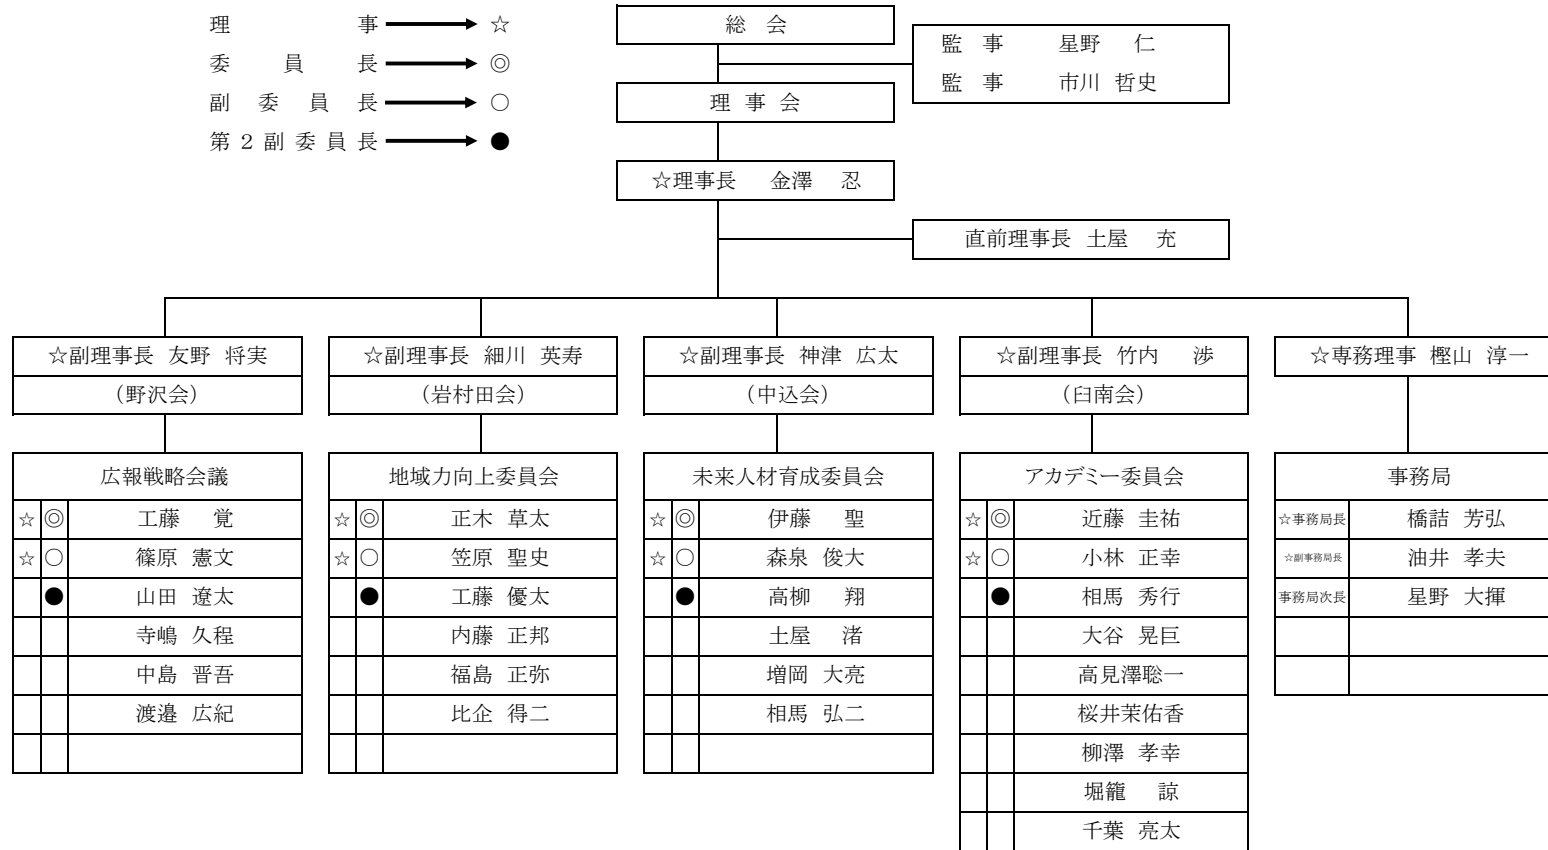 理事 ☆
委員長 ◎
副委員長 ○
第2副委員長 ●
総会
監事 星野 仁
監事 市川 哲史
理事会
☆理事長 金澤 忍
直前理事長 土屋 充
☆副理事長 友野 将実
(野沢会)
☆副理事長 細川 英寿
(岩村田会)
☆副理事長 神津 広太
(中込会)
☆副理事長 竹内 渉
(臼南会)
☆専務理事 樫山 淳一
広報戦略会議
☆ ◎ 工藤 覚
☆ ○ 篠原 憲文
● 山田 遼太
寺嶋 久程
中島 晋吾
渡邉 広紀
地域力向上委員会
☆ ◎ 正木 草太
☆ ○ 笠原 聖史
● 工藤 優太
内藤 正邦
福島 正弥
比企 得二
未来人材育成委員会
☆ ◎ 伊藤 聖
☆ ○ 森泉 俊大
● 高柳 翔
土屋 渚
増岡 大亮
相馬 弘二
アカデミー委員会
☆ ◎ 近藤 圭祐
☆ ○ 小林 正幸
● 相馬 秀行
大谷 晃巨
高見澤聡一
桜井茉佑香
柳澤 孝幸
堀籠 諒
千葉 亮太
事務局
☆事務局長 橋詰 芳弘
☆副事務局長 油井 孝夫
事務局次長 星野 大揮